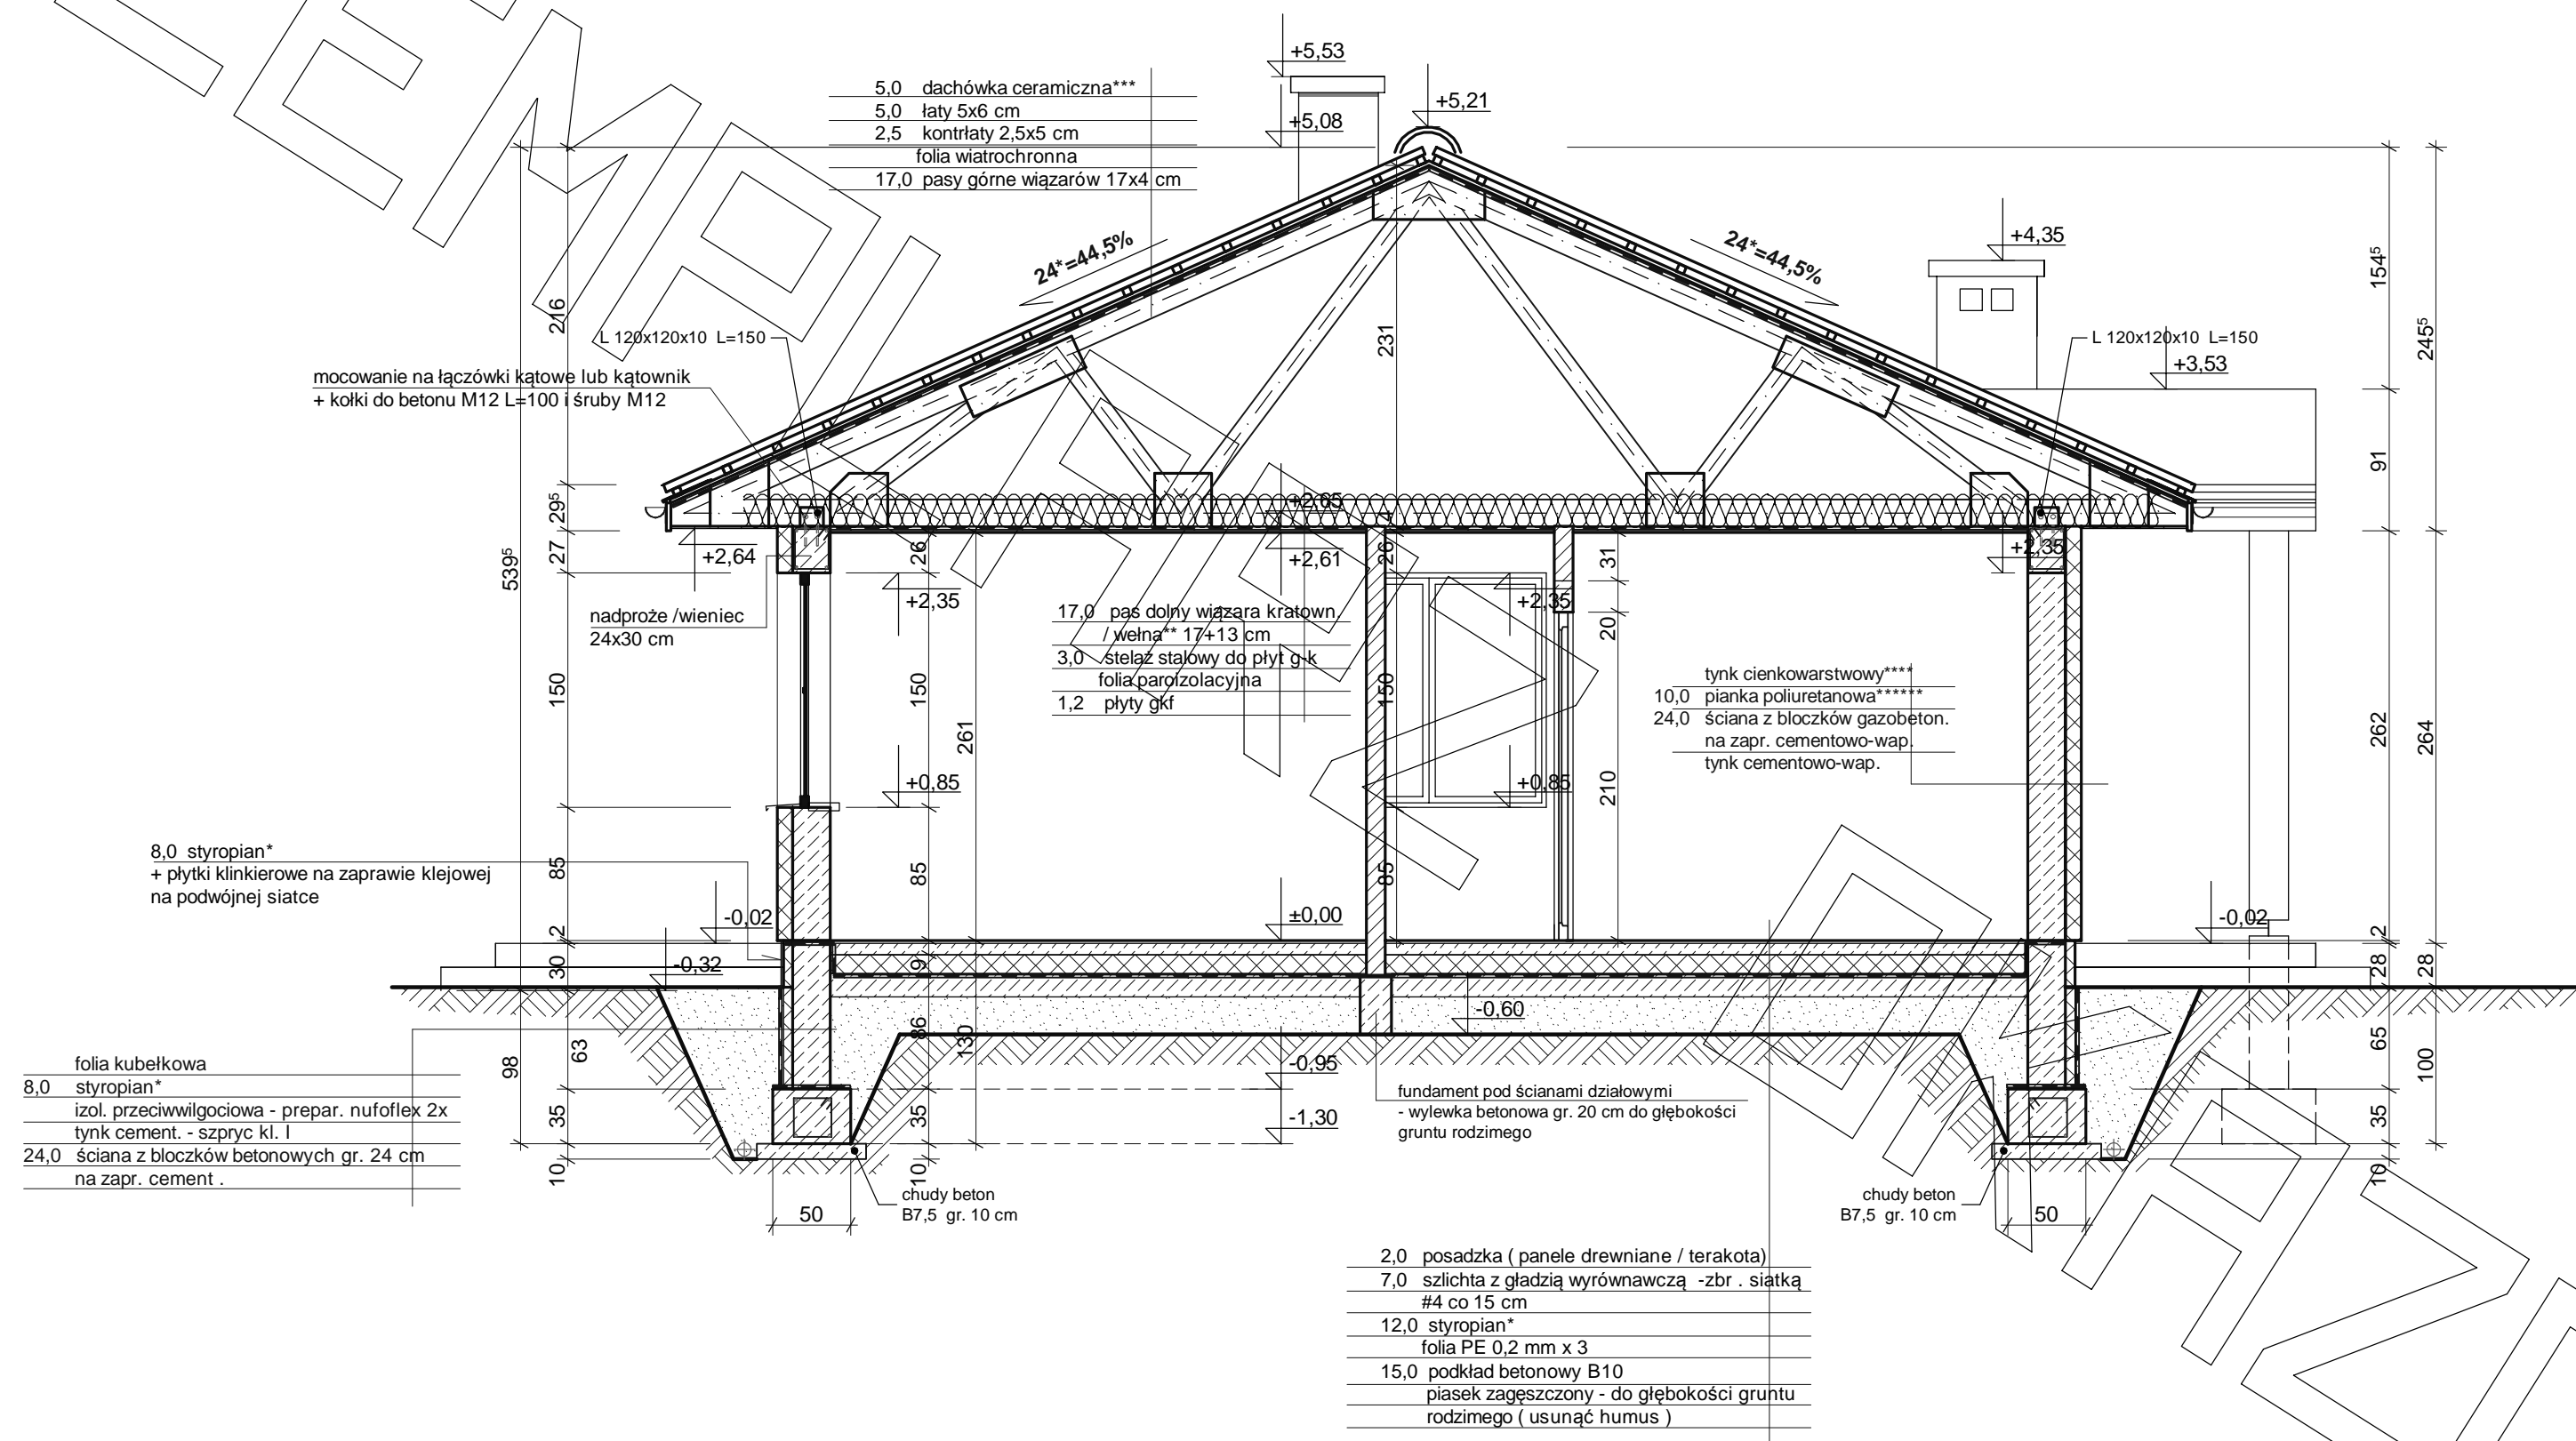 +5,53
5,0 dachówka ceramiczna***
5,0 łaty 5x6 cm
2,5 kontrłaty 2,5x5 cm
folia wiatrochronna
17,0 pasy górne wiązarów 17x4 cm
+5,21
+5,08
24*=44,5%
24*=44,5%
+4,35
+3,53
L 120x120x10 L=150
L 120x120x10 L=150
mocowanie na łączówki kątowe lub kątownik
+ kołki do betonu M12 L=100 i śruby M12
216
231
154⁵
245⁵
91
29⁵
27
539⁵
+2,64
+2,65
4
+2,61
26
26
31
+2,35
+2,35
+2,35
+2,35
nadproże /wieniec
24x30 cm
17,0 pas dolny wiązara kratown.
/ wełna** 17+13 cm
3,0 stelaż stalowy do płyt g-k
folia paroizolacyjna
1,2 płyty gkf
20
tynk cienkowarstwowy****
10,0 pianka poliuretanowa******
24,0 ściana z bloczków gazobeton.
na zapr. cementowo-wap.
tynk cementowo-wap.
150
150
150
261
210
262
264
+0,85
+0,85
8,0 styropian*
+ płytki klinkierowe na zaprawie klejowej
na podwójnej siatce
85
85
85
-0,02
±0,00
-0,02
2
2
30
-0,32
9
28
28
-0,60
86
130
63
98
65
100
folia kubełkowa
8,0 styropian*
izol. przeciwwilgociowa - prepar. nufoflex 2x
tynk cement. - szpryc kl. I
24,0 ściana z bloczków betonowych gr. 24 cm
na zapr. cement .
-0,95
-1,30
fundament pod ścianami działowymi
- wylewka betonowa gr. 20 cm do głębokości
gruntu rodzimego
35
35
35
10
10
10
chudy beton
B7,5 gr. 10 cm
chudy beton
B7,5 gr. 10 cm
50
50
2,0 posadzka ( panele drewniane / terakota)
7,0 szlichta z gładzią wyrównawczą -zbr . siatką
#4 co 15 cm
12,0 styropian*
folia PE 0,2 mm x 3
15,0 podkład betonowy B10
piasek zagęszczony - do głębokości gruntu
rodzimego ( usunąć humus )